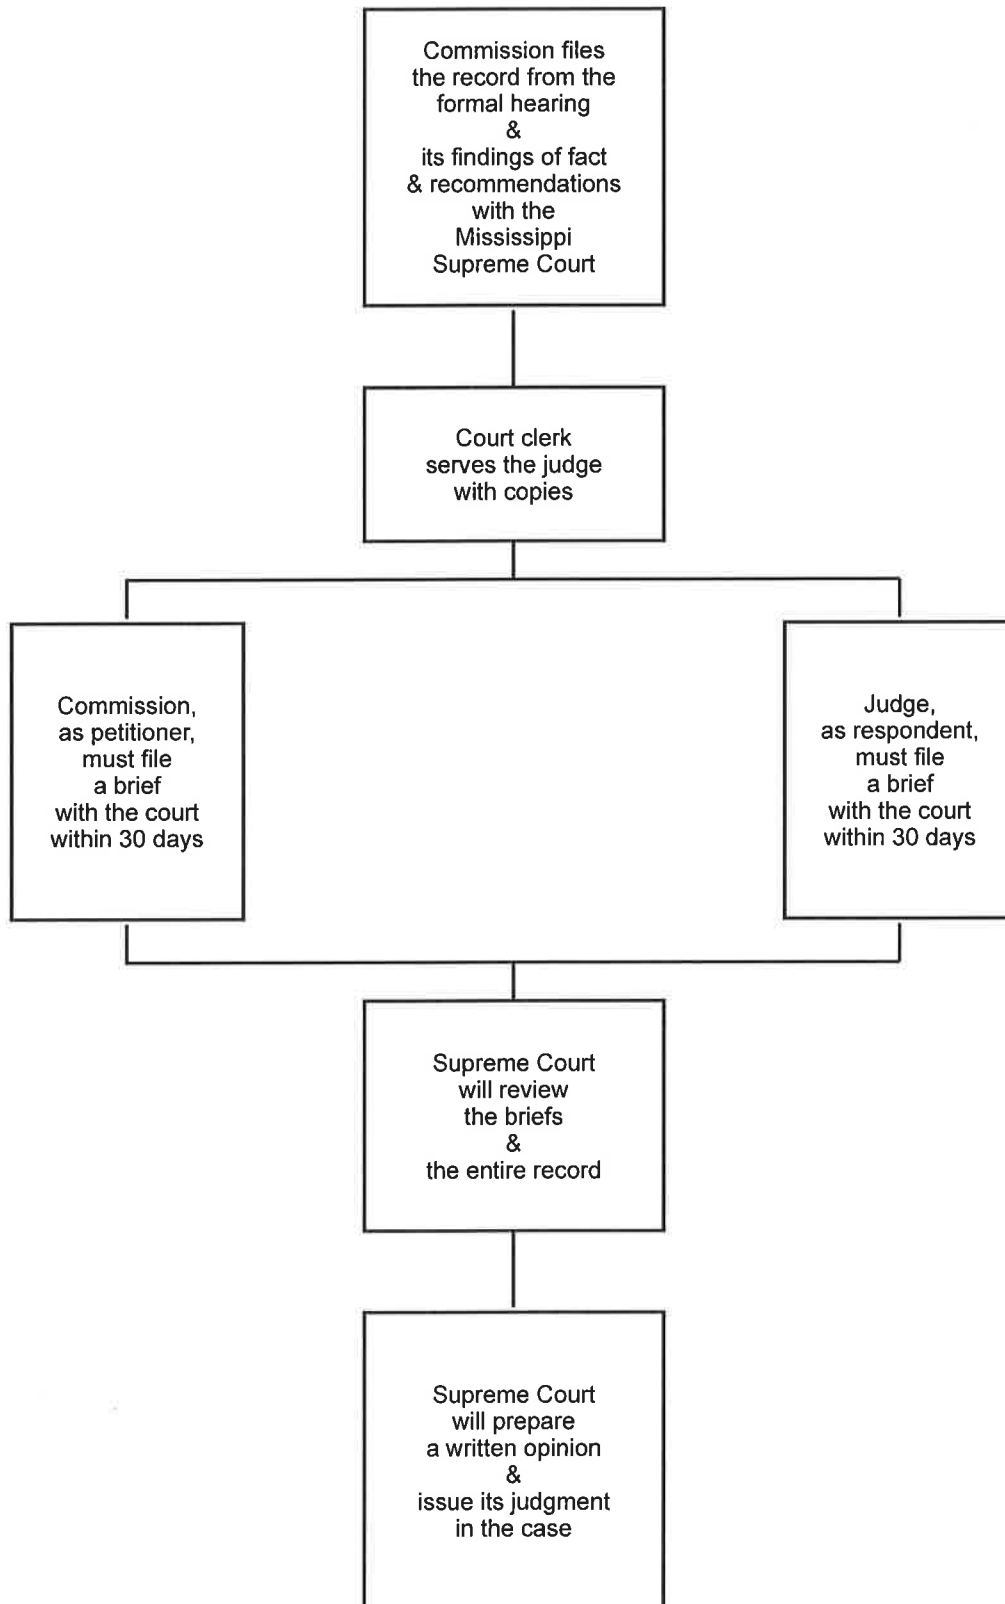 Commission files
the record from the
formal hearing
&
its findings of fact
& recommendations
with the
Mississippi
Supreme Court
Court clerk
serves the judge
with copies
Commission,
as petitioner,
must file
a brief
with the court
within 30 days
Judge,
as respondent,
must file
a brief
with the court
within 30 days
Supreme Court
will review
the briefs
&
the entire record
Supreme Court
will prepare
a written opinion
&
issue its judgment
in the case